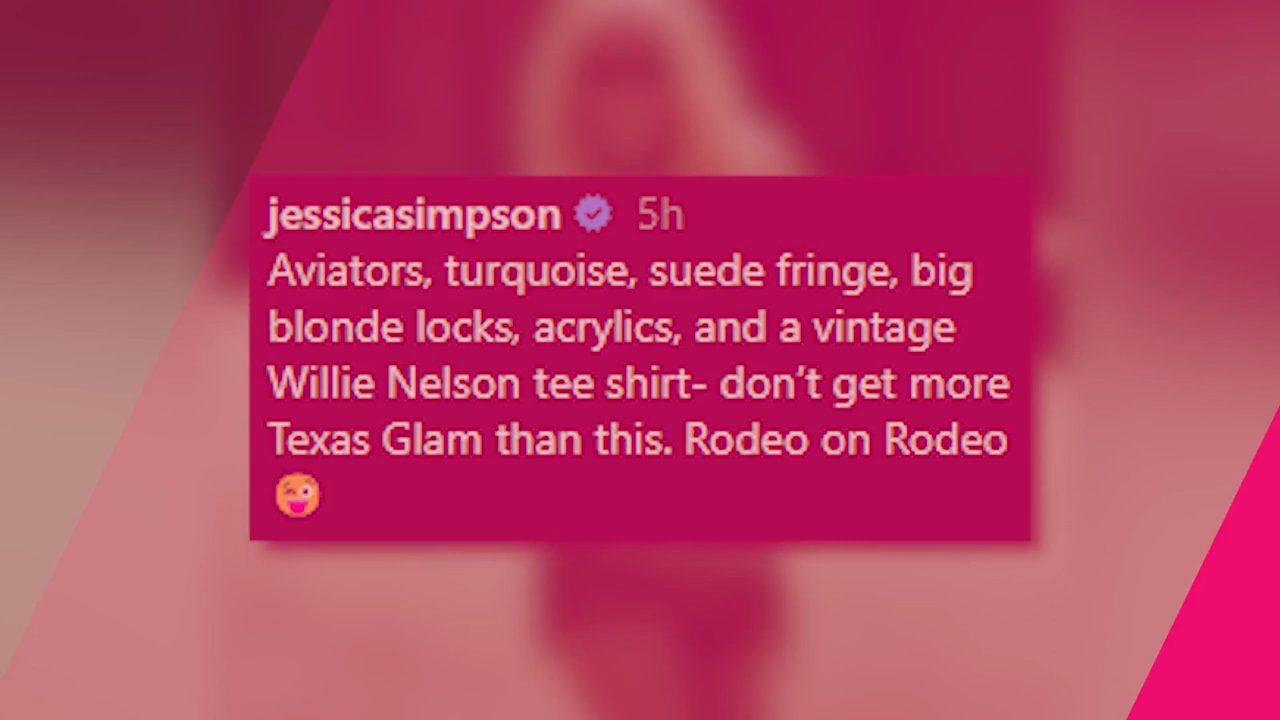 jessicasimpson 5h
Aviators, turquoise, suede fringe, big
blonde locks, acrylics, and a vintage
Willie Nelson tee shirt- don’t get more
Texas Glam than this. Rodeo on Rodeo
😜